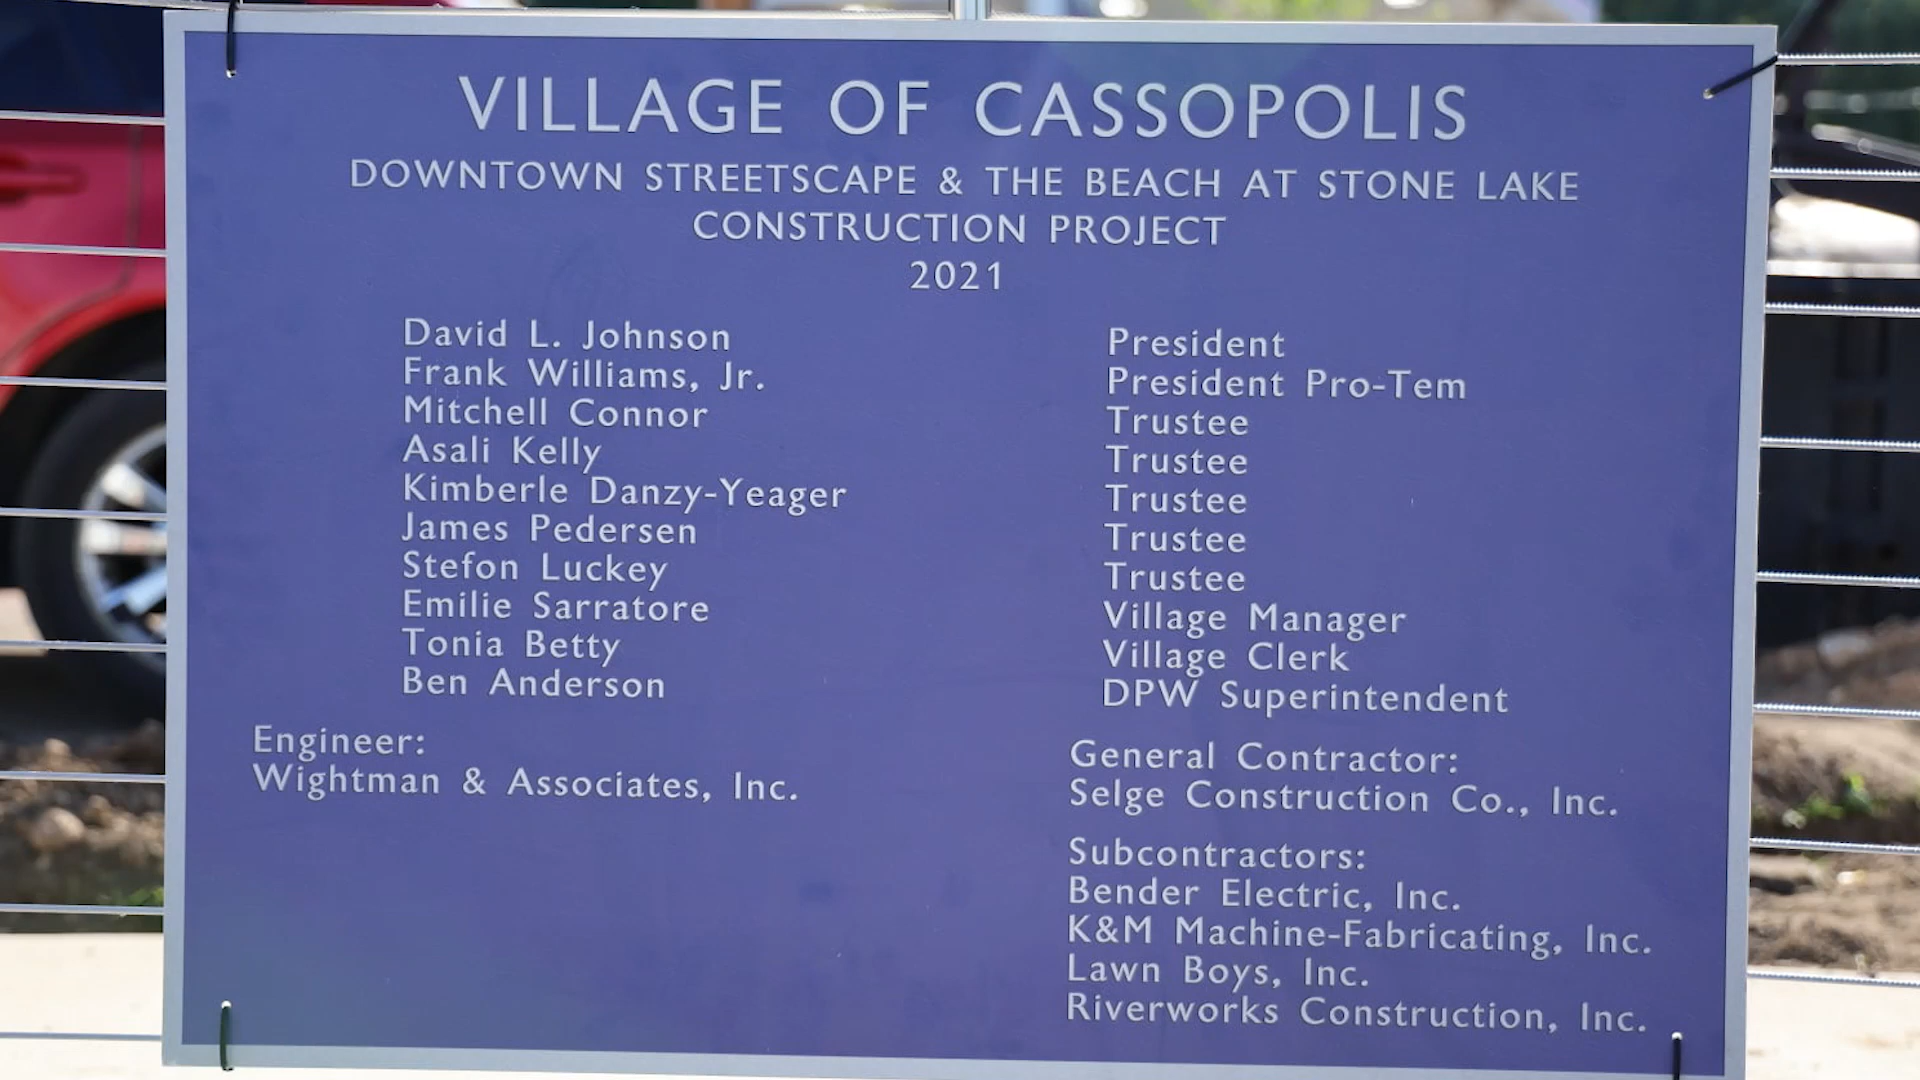 VILLAGE OF CASSOPOLIS
DOWNTOWN STREETSCAPE & THE BEACH AT STONE LAKE
CONSTRUCTION PROJECT
2021
David L. Johnson President
Frank Williams, Jr. President Pro-Tem
Mitchell Connor Trustee
Asali Kelly Trustee
Kimberle Danzy-Yeager Trustee
James Pedersen Trustee
Stefon Luckey Trustee
Emilie Sarratore Village Manager
Tonia Betty Village Clerk
Ben Anderson DPW Superintendent
Engineer:
Wightman & Associates, Inc.
General Contractor:
Selge Construction Co., Inc.
Subcontractors:
Bender Electric, Inc.
K&M Machine-Fabricating, Inc.
Lawn Boys, Inc.
Riverworks Construction, Inc.